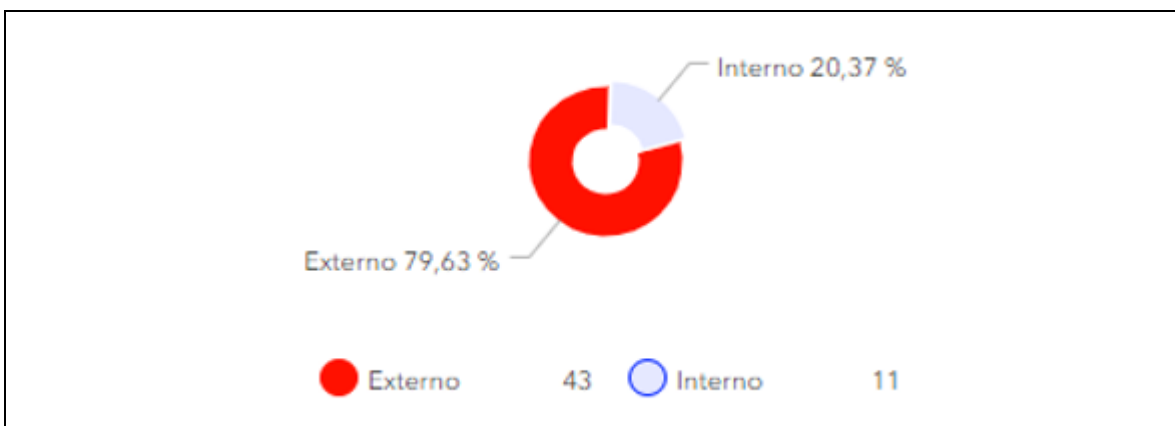 Interno 20,37 %
Externo 79,63 %
Externo 43 Interno 11